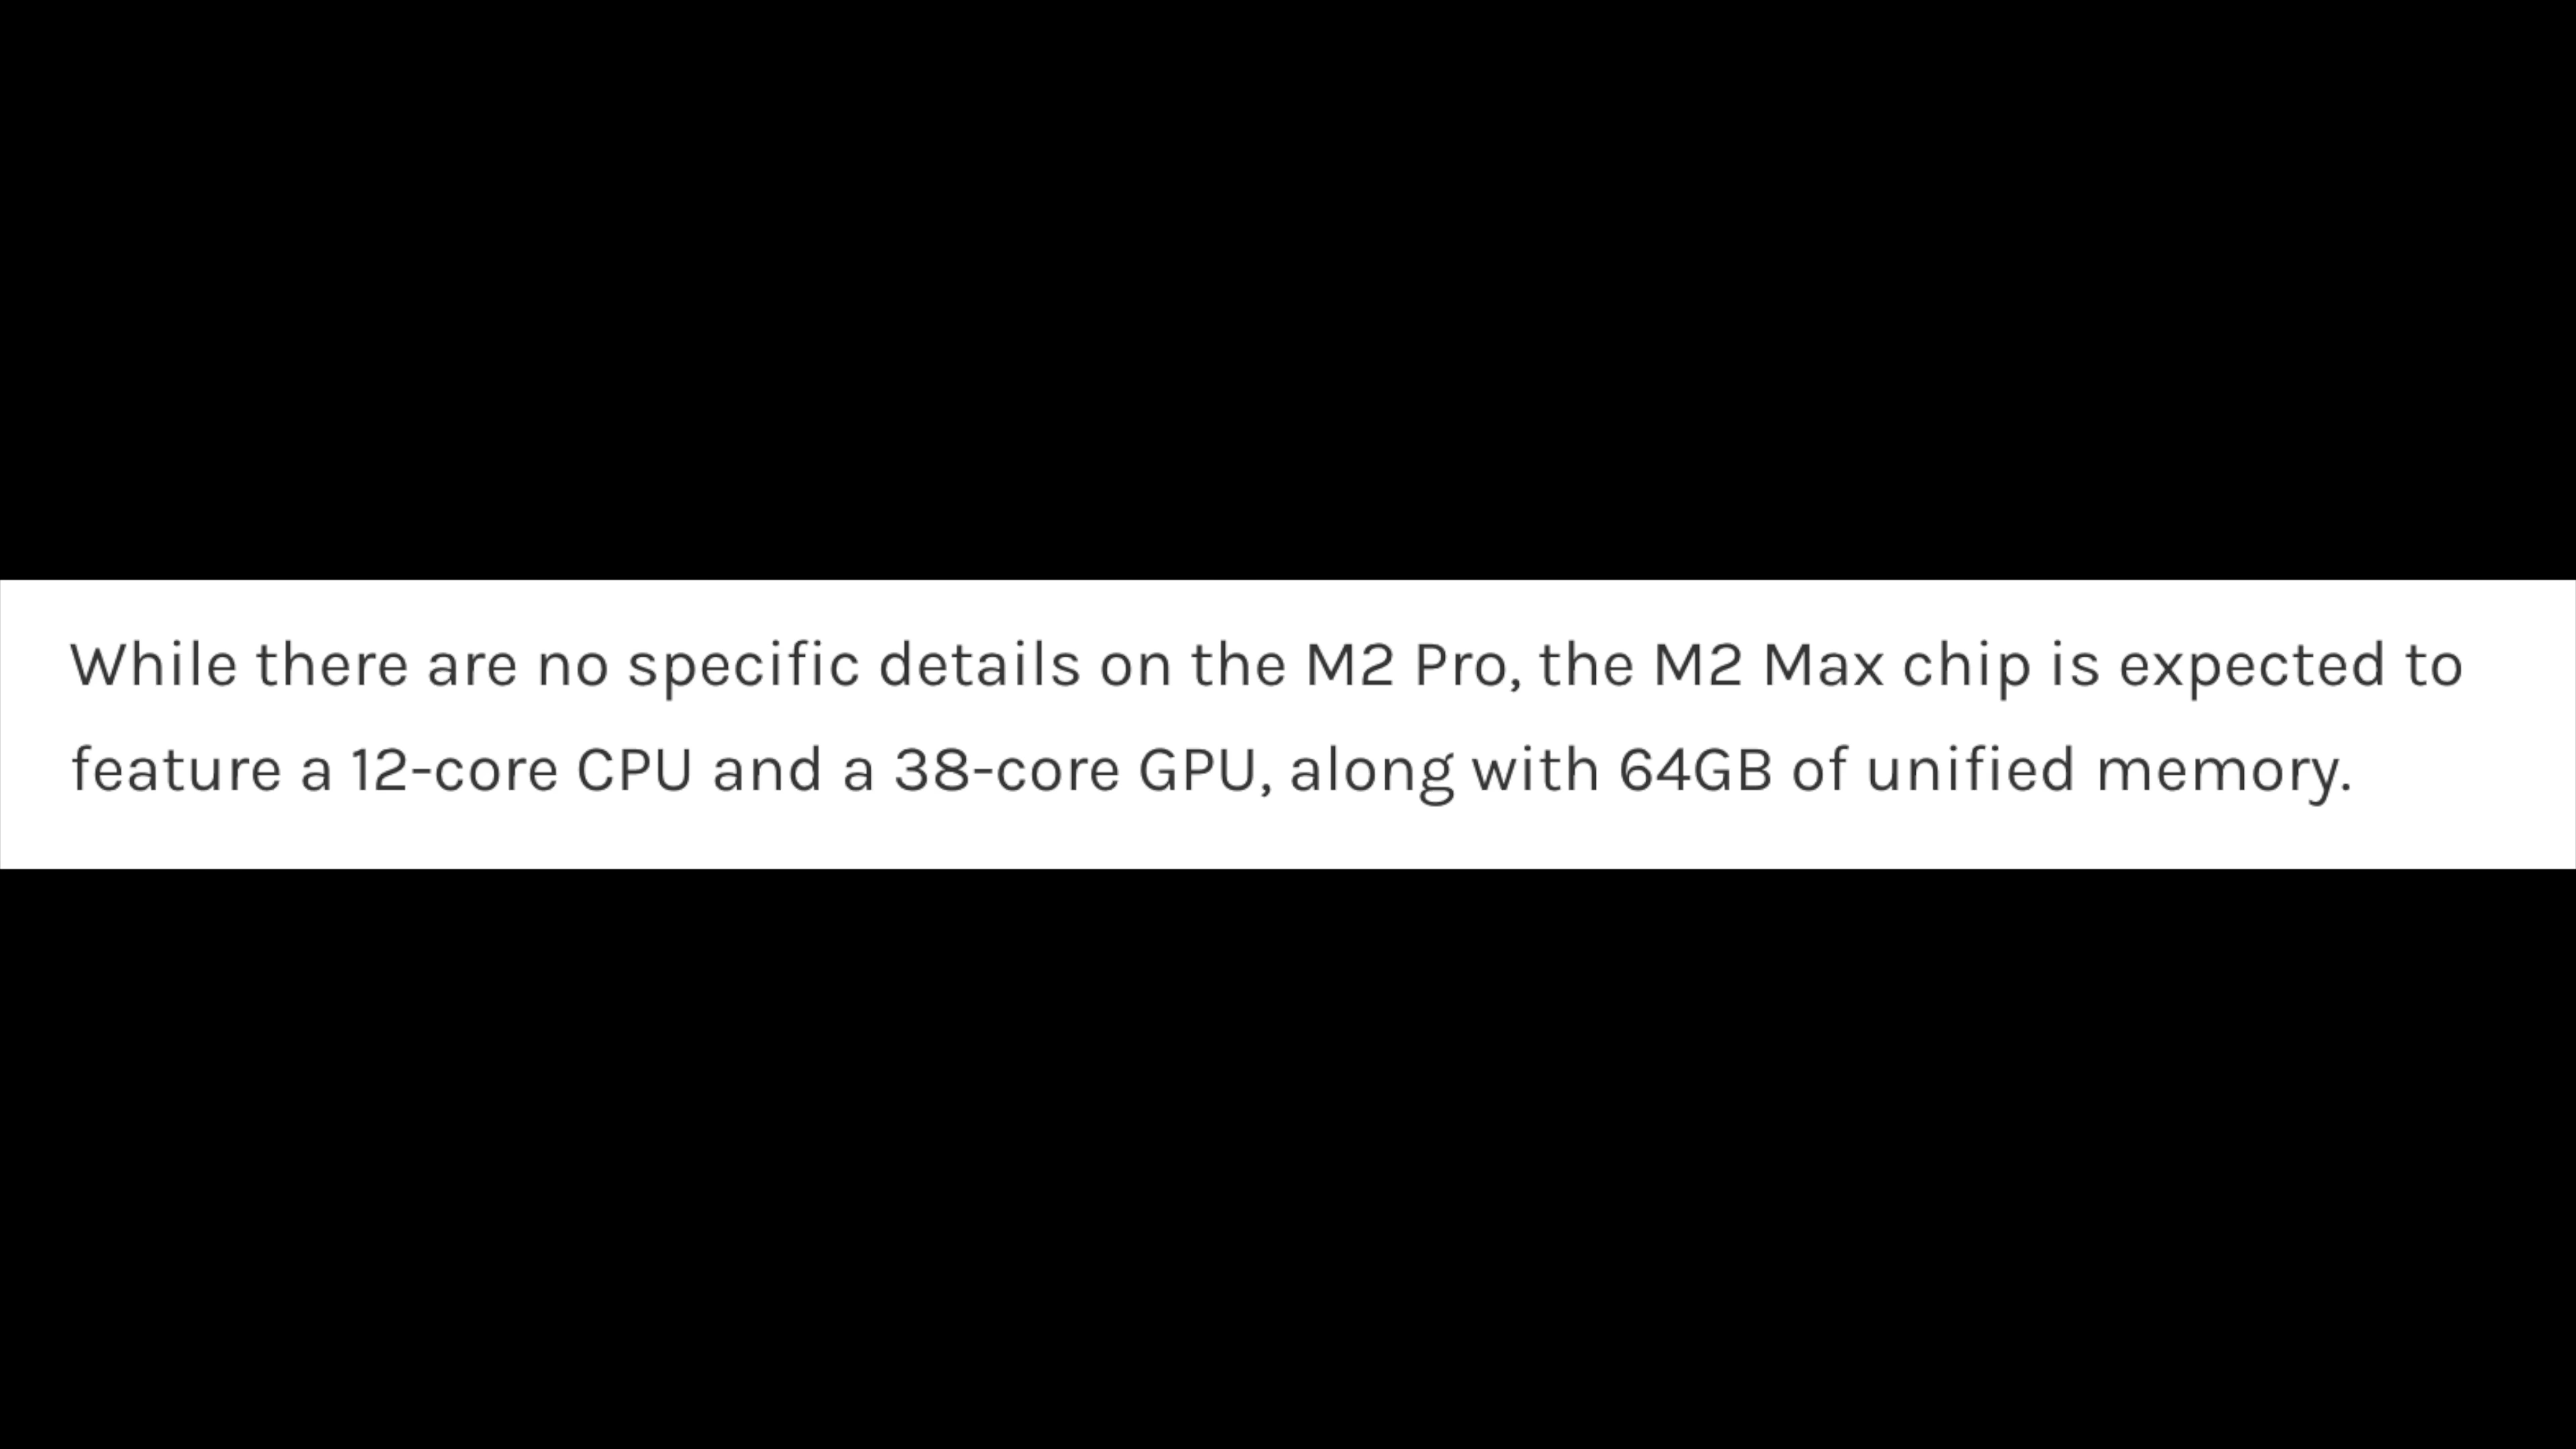 While there are no specific details on the M2 Pro, the M2 Max chip is expected to
feature a 12-core CPU and a 38-core GPU, along with 64GB of unified memory.